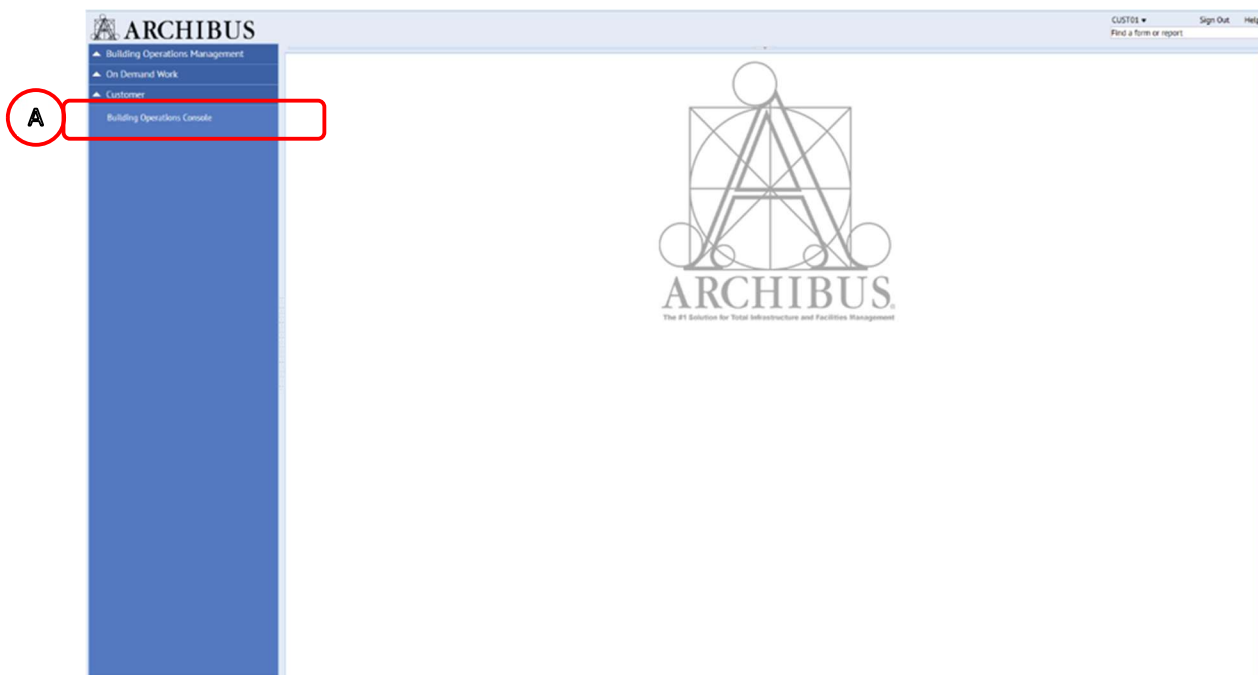 ARCHIBUS
CUST01 Sign Out Help
Find a form or report
Building Operations Management
On Demand Work
Customer
A
Building Operations Console
ARCHIBUS®
The #1 Solution for Total Infrastructure and Facilities Management